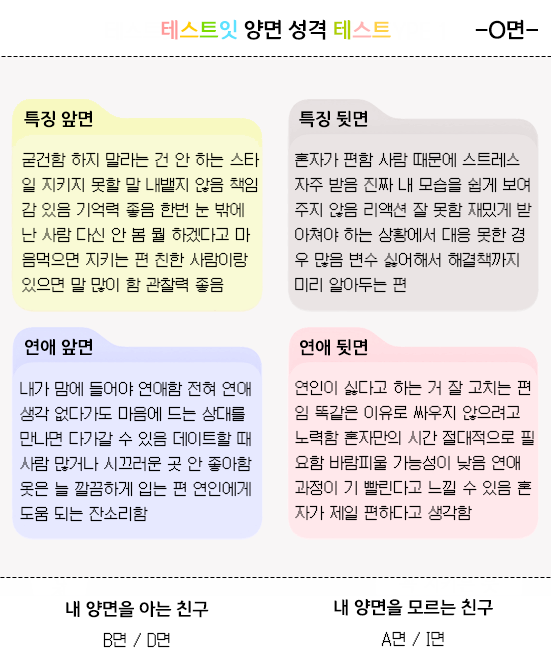 테스트잇 양면 성격 테스트
-O면-
특징 앞면
굳건함 하지 말라는 건 안 하는 스타
일 지키지 못할 말 내뱉지 않음 책임
감 있음 기억력 좋음 한번 눈 밖에
난 사람 다신 안 봄 뭘 하겠다고 마
음먹으면 지키는 편 친한 사람이랑
있으면 말 많이 함 관찰력 좋음
특징 뒷면
혼자가 편함 사람 때문에 스트레스
자주 받음 진짜 내 모습을 쉽게 보여
주지 않음 리액션 잘 못함 재밌게 받
아쳐야 하는 상황에서 대응 못한 경
우 많음 변수 싫어해서 해결책까지
미리 알아두는 편
연애 앞면
내가 맘에 들어야 연애함 전혀 연애
생각 없다가도 마음에 드는 상대를
만나면 다가갈 수 있음 데이트할 때
사람 많거나 시끄러운 곳 안 좋아함
옷은 늘 깔끔하게 입는 편 연인에게
도움 되는 잔소리함
연애 뒷면
연인이 싫다고 하는 거 잘 고치는 편
임 똑같은 이유로 싸우지 않으려고
노력함 혼자만의 시간 절대적으로 필
요함 바람피울 가능성이 낮음 연애
과정이 기 빨린다고 느낄 수 있음 혼
자가 제일 편하다고 생각함
내 양면을 아는 친구
B면 / D면
내 양면을 모르는 친구
A면 / I면